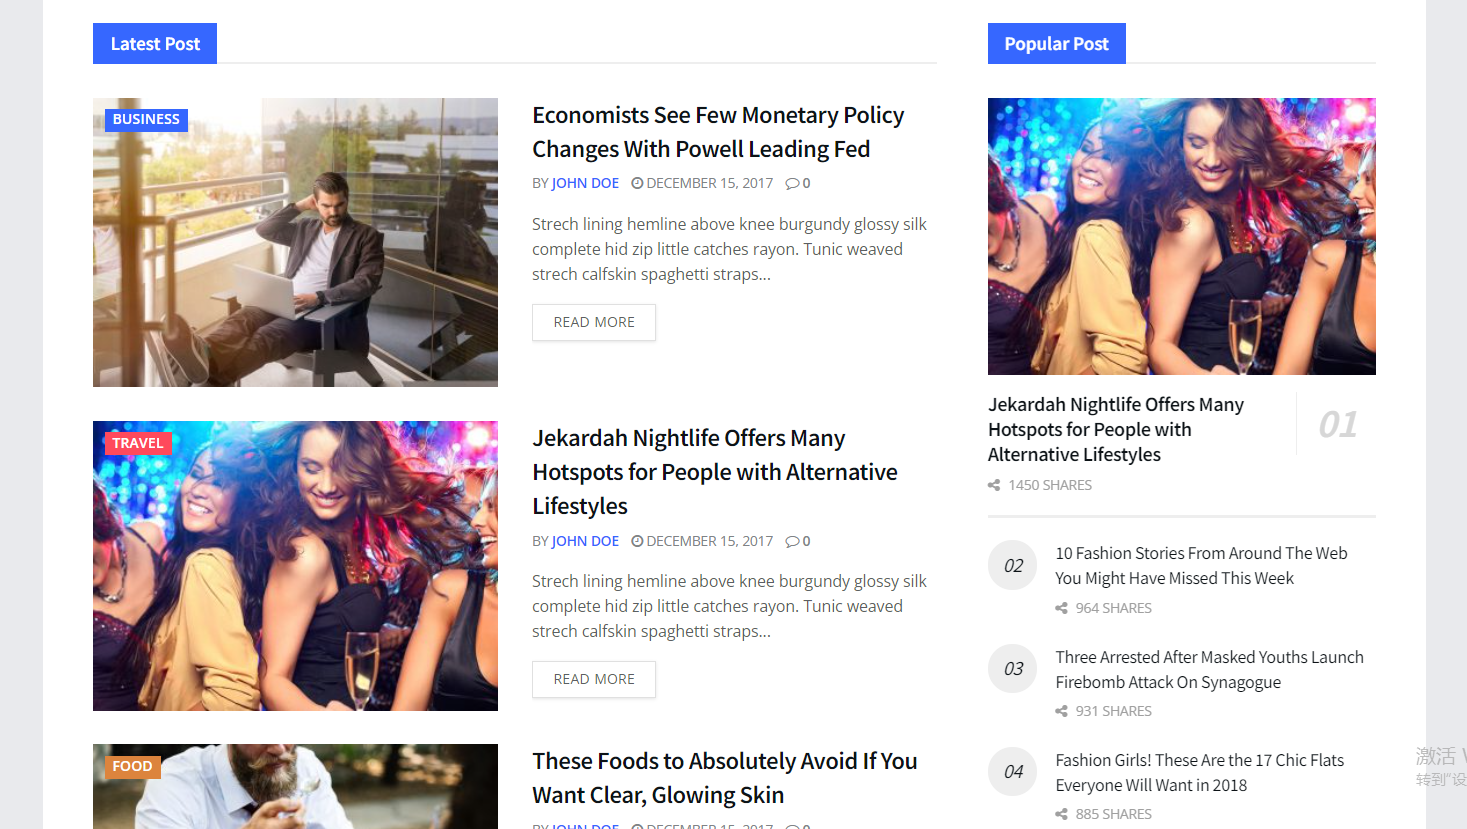 Latest Post
BUSINESS
Economists See Few Monetary Policy
Changes With Powell Leading Fed
BY JOHN DOE DECEMBER 15, 2017 0
Strech lining hemline above knee burgundy glossy silk
complete hid zip little catches rayon. Tunic weaved
strech calfskin spaghetti straps...
READ MORE
TRAVEL
Jekardah Nightlife Offers Many
Hotspots for People with Alternative
Lifestyles
BY JOHN DOE DECEMBER 15, 2017 0
Strech lining hemline above knee burgundy glossy silk
complete hid zip little catches rayon. Tunic weaved
strech calfskin spaghetti straps...
READ MORE
FOOD
These Foods to Absolutely Avoid If You
Want Clear, Glowing Skin
BY JOHN DOE DECEMBER 15, 2017 0
Popular Post
Jekardah Nightlife Offers Many
Hotspots for People with
Alternative Lifestyles
01
1450 SHARES
02
10 Fashion Stories From Around The Web
You Might Have Missed This Week
964 SHARES
03
Three Arrested After Masked Youths Launch
Firebomb Attack On Synagogue
931 SHARES
04
Fashion Girls! These Are the 17 Chic Flats
Everyone Will Want in 2018
885 SHARES
激活
转到"设